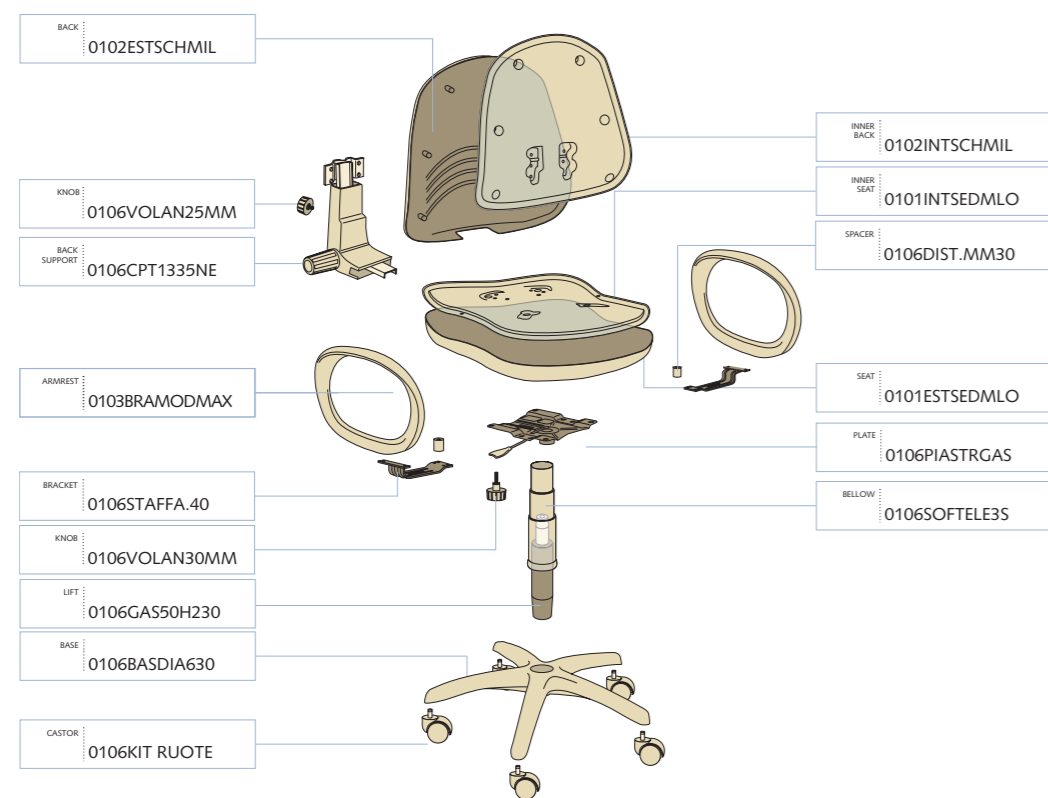 BACK
0102ESTSCHMIL
KNOB
0106VOLAN25MM
BACK
SUPPORT
0106CPT1335NE
ARMREST
0103BRAMODMAX
BRACKET
0106STAFFA.40
KNOB
0106VOLAN30MM
LIFT
0106GAS50H230
BASE
0106BASDIA630
CASTOR
0106KIT RUOTE
INNER
BACK
0102INTSCHMIL
INNER
SEAT
0101INTSEDMLO
SPACER
0106DIST.MM30
SEAT
0101ESTSEDMLO
PLATE
0106PIASTRGAS
BELLOW
0106SOFTELE3S